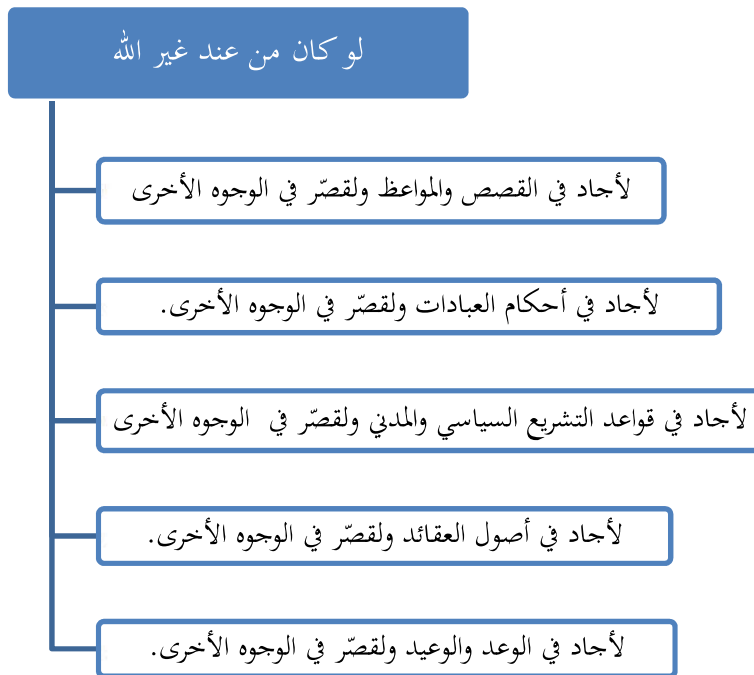 لو كان من عند غير الله
لأجاد في القصص والمواعظ ولقصّر في الوجوه الأخرى
لأجاد في أحكام العبادات ولقصّر في الوجوه الأخرى.
لأجاد في قواعد التشريع السياسي والمدني ولقصّر في الوجوه الأخرى
لأجاد في أصول العقائد ولقصّر في الوجوه الأخرى.
لأجاد في الوعد والوعيد ولقصّر في الوجوه الأخرى.